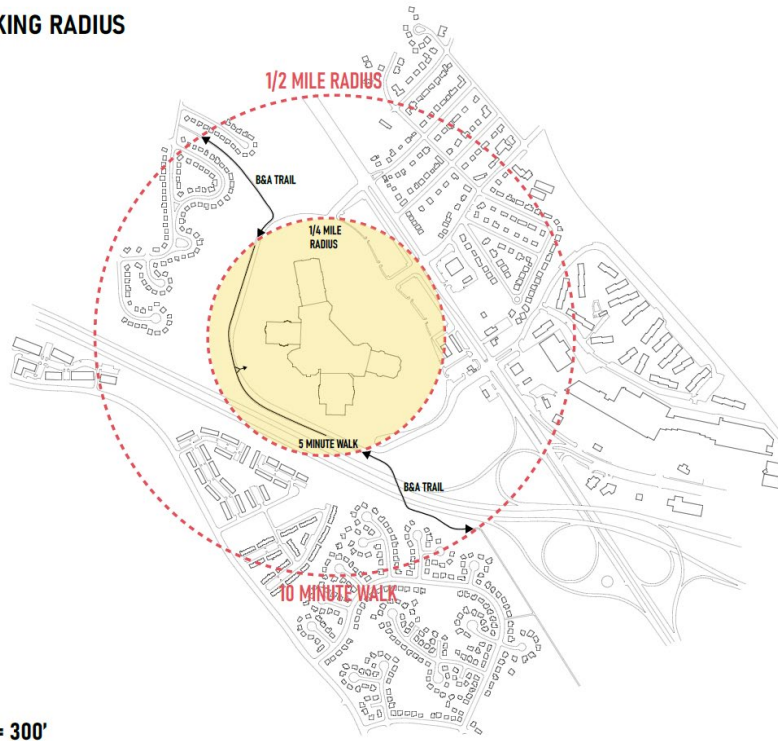 KING RADIUS
1/2 MILE RADIUS
B&A TRAIL
1/4 MILE
RADIUS
5 MINUTE WALK
B&A TRAIL
10 MINUTE WALK
= 300'